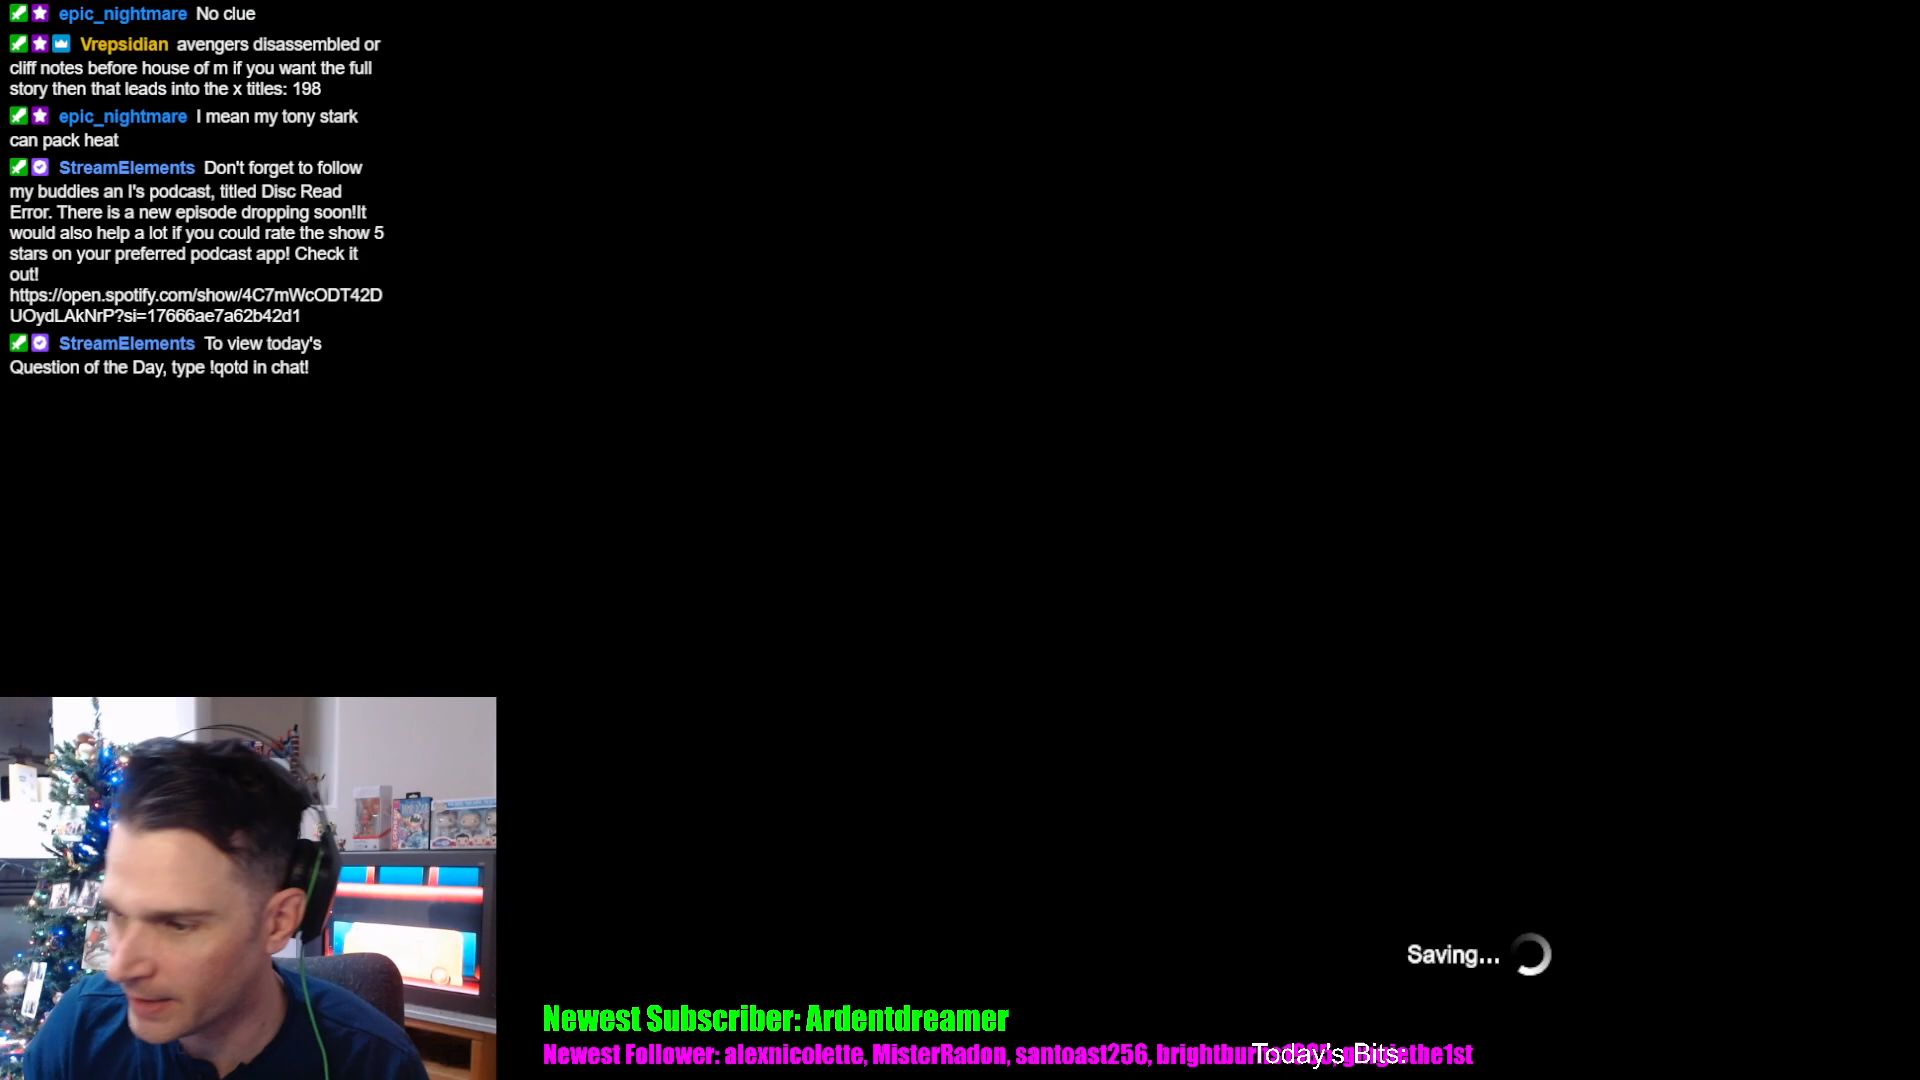 epic_nightmare No clue
Vrepsidian avengers disassembled or
cliff notes before house of m if you want the full
story then that leads into the x titles: 198
epic_nightmare I mean my tony stark
can pack heat
StreamElements Don't forget to follow
my buddies an I's podcast, titled Disc Read
Error. There is a new episode dropping soon!It
would also help a lot if you could rate the show 5
stars on your preferred podcast app! Check it
out!
https://open.spotify.com/show/4C7mWcODT42D
UOydLAkNrP?si=17666ae7a62b42d1
StreamElements To view today's
Question of the Day, type !qotd in chat!
Saving...
Newest Subscriber: Ardentdreamer
Newest Follower: alexnicolette, MisterRadon, santoast256,
Today's Bits: